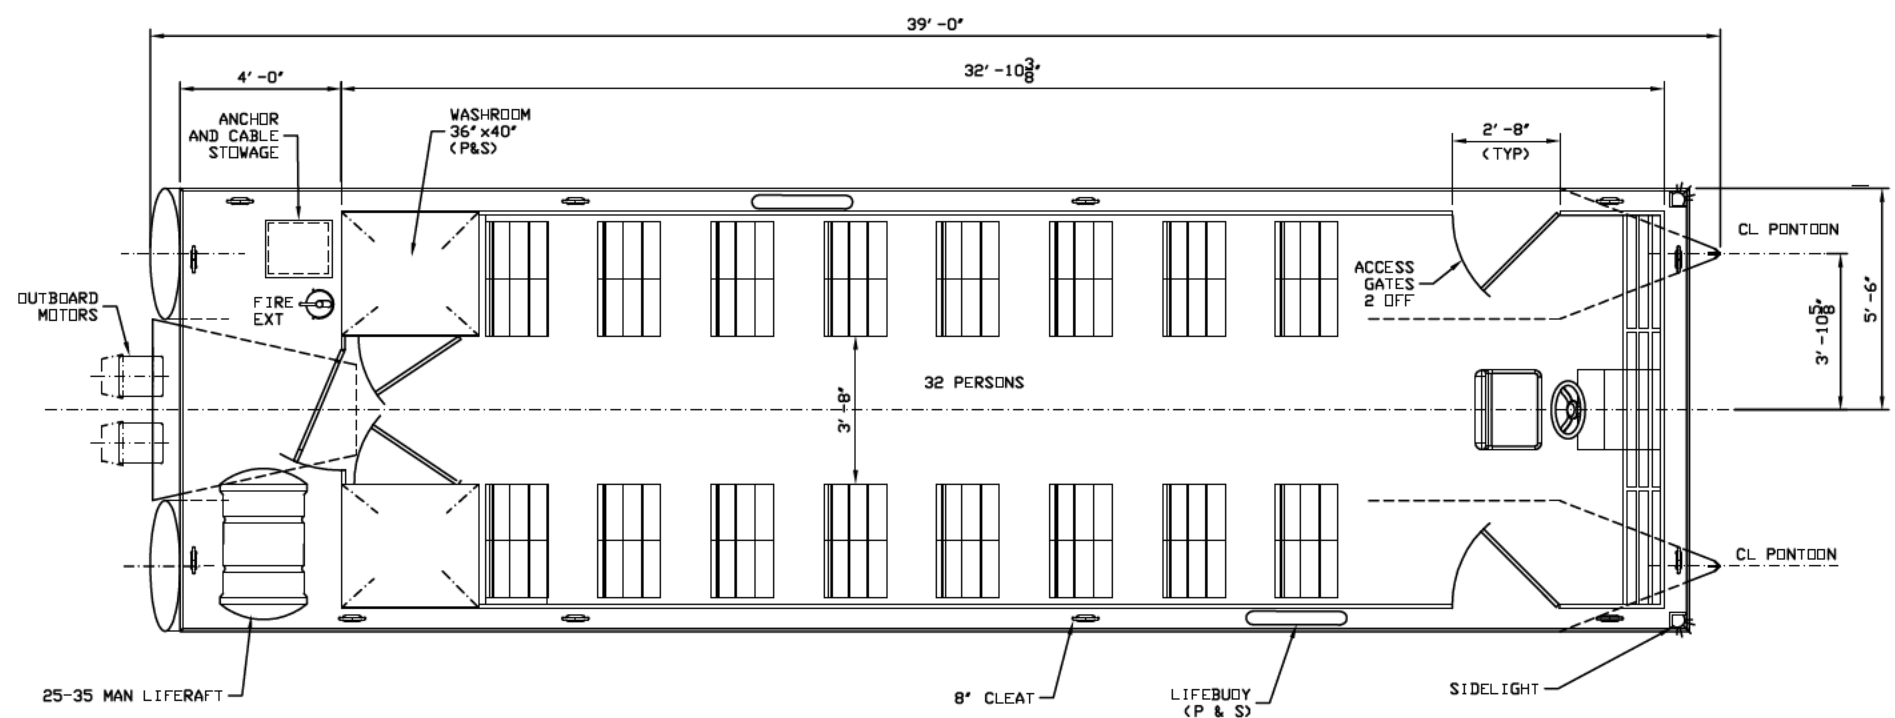 39'-0"
4'-0"
32'-10 3/8"
ANCHOR
AND CABLE
STOWAGE
WASHROOM
36"x40"
(P&S)
2'-8"
(TYP)
CL PONTOON
ACCESS
GATES
2 OFF
OUTBOARD
MOTORS
FIRE
EXT
3'-10 5/8"
5'-6"
32 PERSONS
3'-8"
CL PONTOON
25-35 MAN LIFERAFT
8" CLEAT
LIFEBUOY
(P & S)
SIDELIGHT